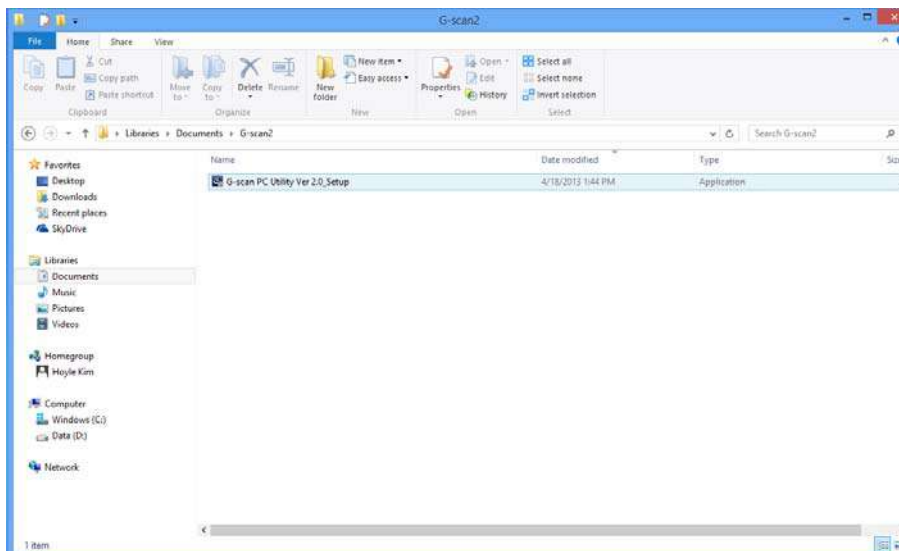 G-scan2
File Home Share View
Copy
Paste
Cut
Copy path
Paste shortcut
Clipboard
Move to
Copy to
Delete
Rename
Organize
New folder
New item
Easy access
New
Properties
Open
Edit
History
Open
Select all
Select none
Invert selection
Select
Libraries Documents G-scan2
Search G-scan2
Name Date modified Type
G-scan PC Utility Ver 2.0_Setup 4/18/2013 1:44 PM Application
Favorites
Desktop
Downloads
Recent places
SkyDrive
Libraries
Documents
Music
Pictures
Videos
Homegroup
Hoyle Kim
Computer
Windows (C:)
Data (D:)
Network
1 item